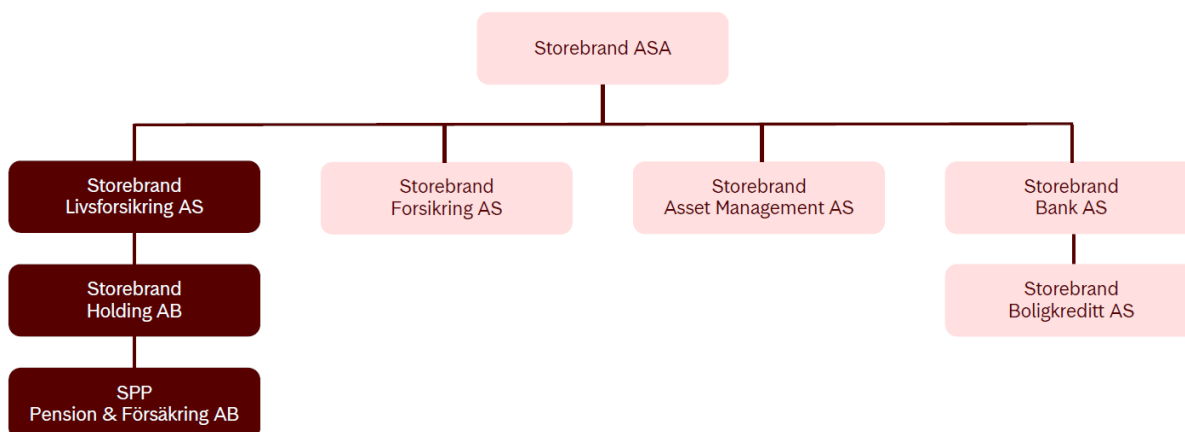 Storebrand ASA
Storebrand
Livsforsikring AS
Storebrand
Forsikring AS
Storebrand
Asset Management AS
Storebrand
Bank AS
Storebrand
Holding AB
Storebrand
Boligkreditt AS
SPP
Pension & Försäkring AB